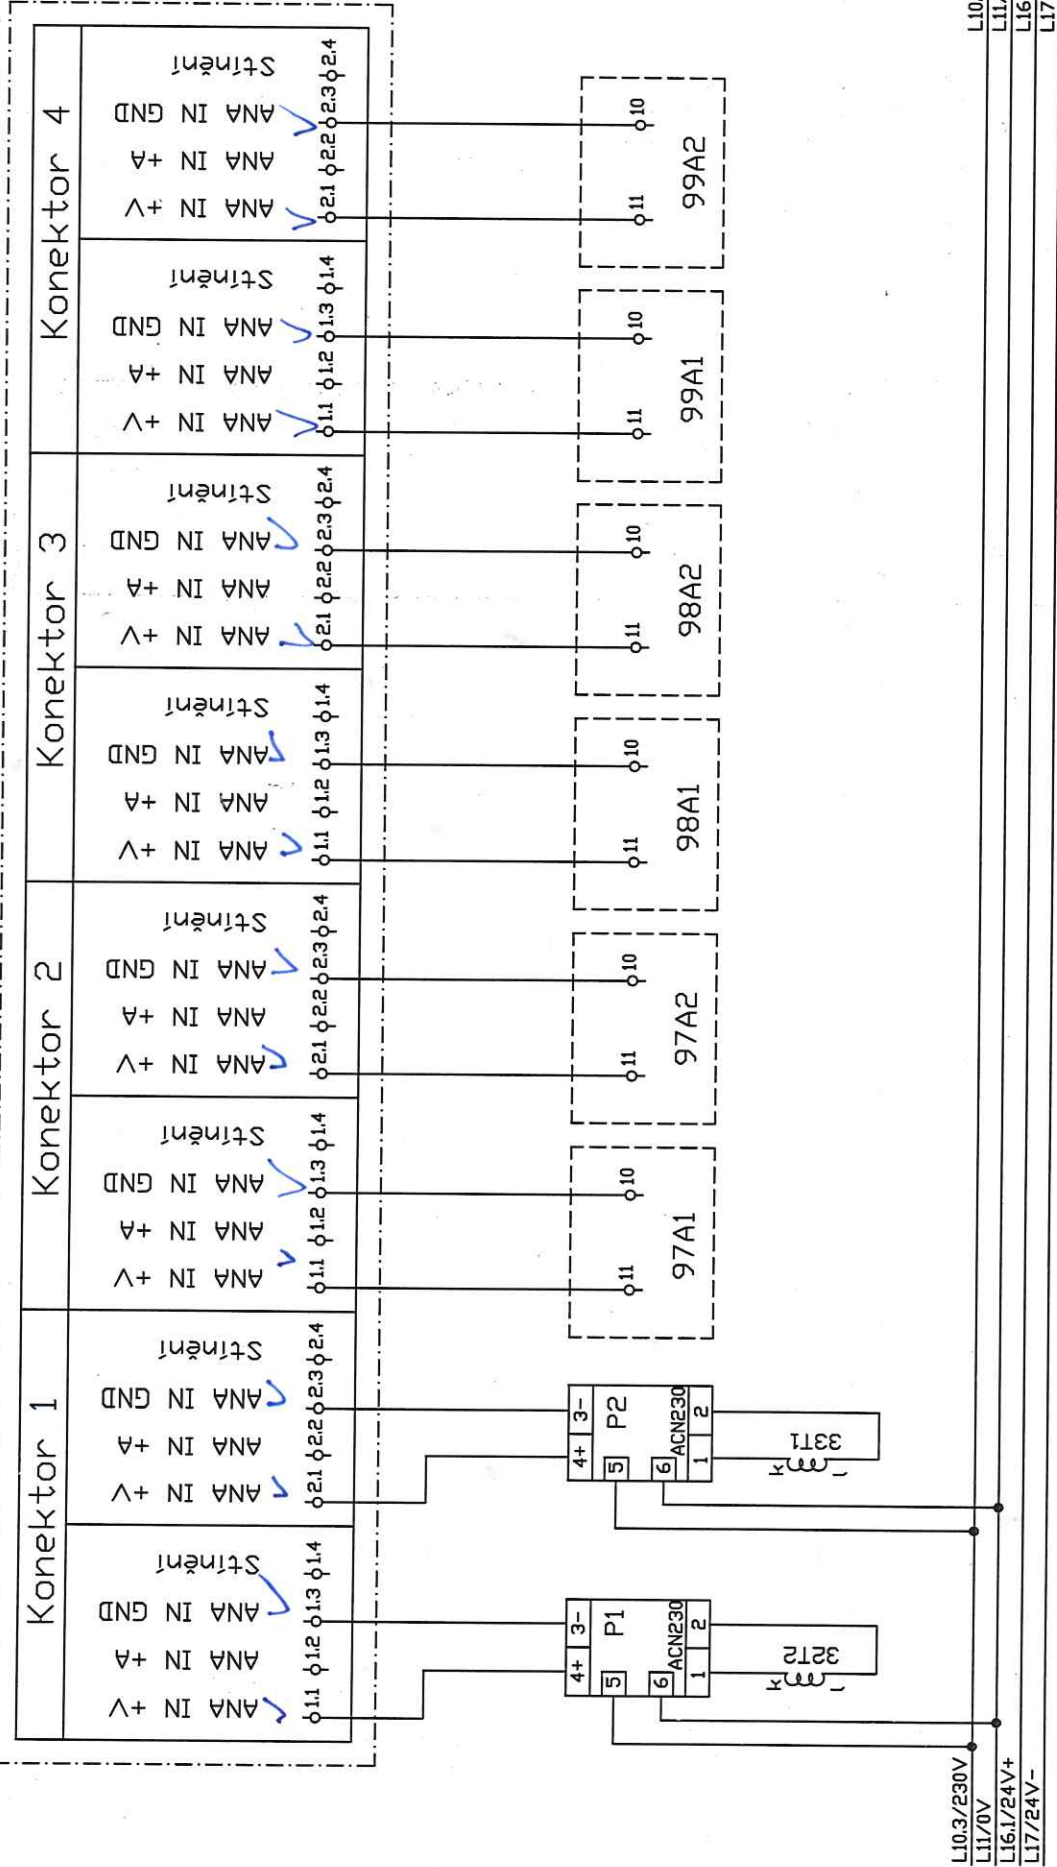 Konektor 1
Konektor 2
Konektor 3
Konektor 4
ANA IN +V
ANA IN +A
ANA IN GND
Stínění
ANA IN +V
ANA IN +A
ANA IN GND
Stínění
ANA IN +V
ANA IN +A
ANA IN GND
Stínění
ANA IN +V
ANA IN +A
ANA IN GND
Stínění
ANA IN +V
ANA IN +A
ANA IN GND
Stínění
ANA IN +V
ANA IN +A
ANA IN GND
Stínění
ANA IN +V
ANA IN +A
ANA IN GND
Stínění
ANA IN +V
ANA IN +A
ANA IN GND
Stínění
1.1 1.2 1.3 1.4
2.1 2.2 2.3 2.4
1.1 1.2 1.3 1.4
2.1 2.2 2.3 2.4
1.1 1.2 1.3 1.4
2.1 2.2 2.3 2.4
1.1 1.2 1.3 1.4
2.1 2.2 2.3 2.4
4+ 3-
P1
5 6
ACN230
1 2
K l
32T2
4+ 3-
P2
5 6
ACN230
1 2
K l
33T1
11 10
97A1
11 10
97A2
11 10
98A1
11 10
98A2
11 10
99A1
11 10
99A2
L10.3/230V
L11/0V
L16.1/24V+
L17/24V-
L10.
L11/
L16
L17